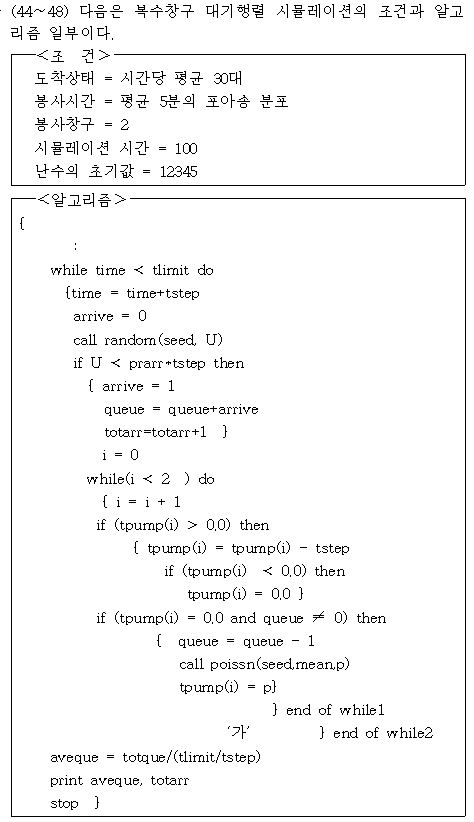 (44~48) 다음은 복수창구 대기행렬 시뮬레이션의 조건과 알고
리즘 일부이다.
<조 건>
도착상태 = 시간당 평균 30대
봉사시간 = 평균 5분의 포아송 분포
봉사창구 = 2
시뮬레이션 시간 = 100
난수의 초기값 = 12345
<알고리즘>
{
:
while time < tlimit do
{time = time+tstep
arrive = 0
call random(seed, U)
if U < prarr*tstep then
{ arrive = 1
queue = queue+arrive
totarr=totarr+1 }
i = 0
while(i < 2 ) do
{ i = i + 1
if (tpump(i) > 0.0) then
{ tpump(i) = tpump(i) - tstep
if (tpump(i) < 0.0) then
tpump(i) = 0.0 }
if (tpump(i) = 0.0 and queue ≠ 0) then
{ queue = queue - 1
call poissn(seed,mean,p)
tpump(i) = p}
} end of while1
'가' } end of while2
aveque = totque/(tlimit/tstep)
print aveque, totarr
stop }